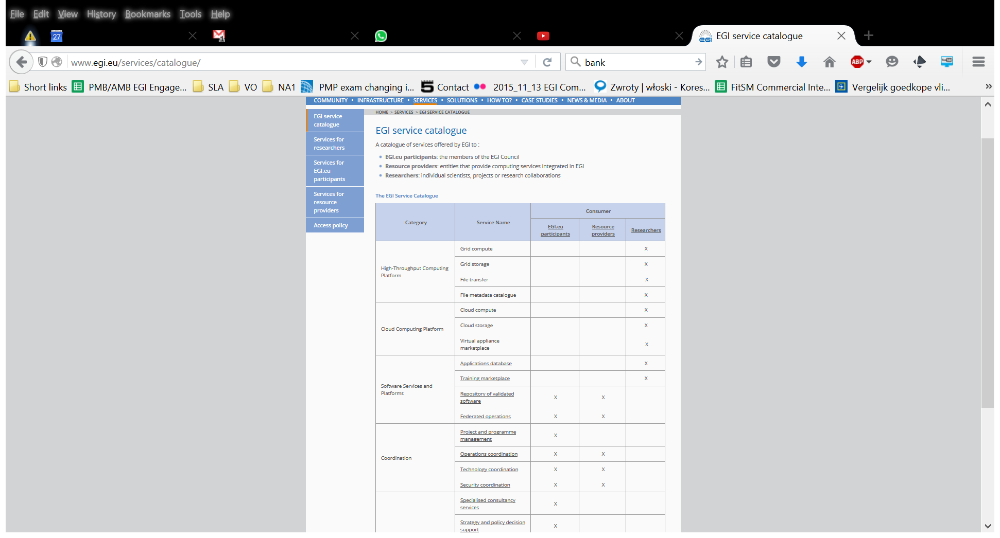 File Edit View History Bookmarks Tools Help
27
1
egi EGI service catalogue
www.egi.eu/services/catalogue/
bank
ABP
Short links PMB/AMB EGI Engage... SLA VO NA1 PMP exam changing i... 5 Contact 2015_11_13 EGI Com... Zwroty | włoski - Kores... FitSM Commercial Inte... Vergelijk goedkope vli...
COMMUNITY • INFRASTRUCTURE • SERVICES • SOLUTIONS • HOW TO? • CASE STUDIES • NEWS & MEDIA • ABOUT
HOME > SERVICES > EGI SERVICE CATALOGUE
EGI service
catalogue
Services for
researchers
Services for
EGI.eu
participants
Services for
resource
providers
Access policy
EGI service catalogue
A catalogue of services offered by EGI to :
• EGI.eu participants: the members of the EGI Council
• Resource providers: entities that provide computing services integrated in EGI
• Researchers: individual scientists, projects or research collaborations
The EGI Service Catalogue
Category
Service Name
Consumer
EGI.eu
participants
Resource
providers
Researchers
High-Throughput Computing
Platform
Grid compute X
Grid storage X
File transfer X
File metadata catalogue X
Cloud Computing Platform
Cloud compute X
Cloud storage X
Virtual appliance
marketplace X
Software Services and
Platforms
Applications database X
Training marketplace X
Repository of validated
software X X
Federated operations X X
Coordination
Project and programme
management X
Operations coordination X X
Technology coordination X X
Security coordination X X
Specialised consultancy
services X
Strategy and policy decision
support X